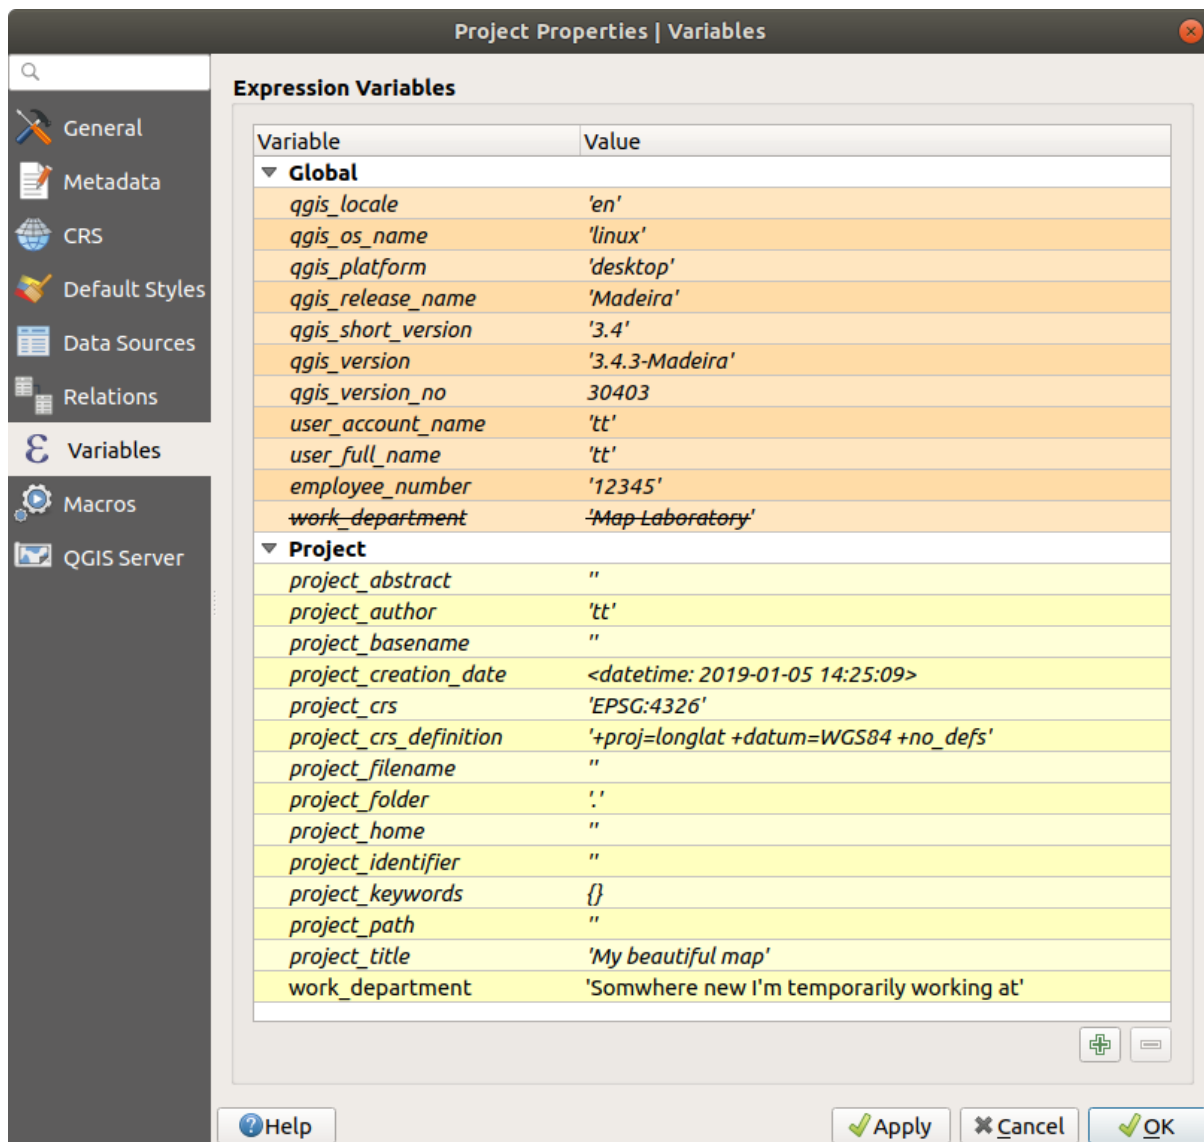 Project Properties | Variables
General
Metadata
CRS
Default Styles
Data Sources
Relations
Variables
Macros
QGIS Server
Expression Variables
Variable Value
Global
qgis_locale 'en'
qgis_os_name 'linux'
qgis_platform 'desktop'
qgis_release_name 'Madeira'
qgis_short_version '3.4'
qgis_version '3.4.3-Madeira'
qgis_version_no 30403
user_account_name 'tt'
user_full_name 'tt'
employee_number '12345'
work_department 'Map Laboratory'
Project
project_abstract ''
project_author 'tt'
project_basename ''
project_creation_date <datetime: 2019-01-05 14:25:09>
project_crs 'EPSG:4326'
project_crs_definition '+proj=longlat +datum=WGS84 +no_defs'
project_filename ''
project_folder '.'
project_home ''
project_identifier ''
project_keywords {}
project_path ''
project_title 'My beautiful map'
work_department 'Somwhere new I'm temporarily working at'
Help Apply Cancel OK